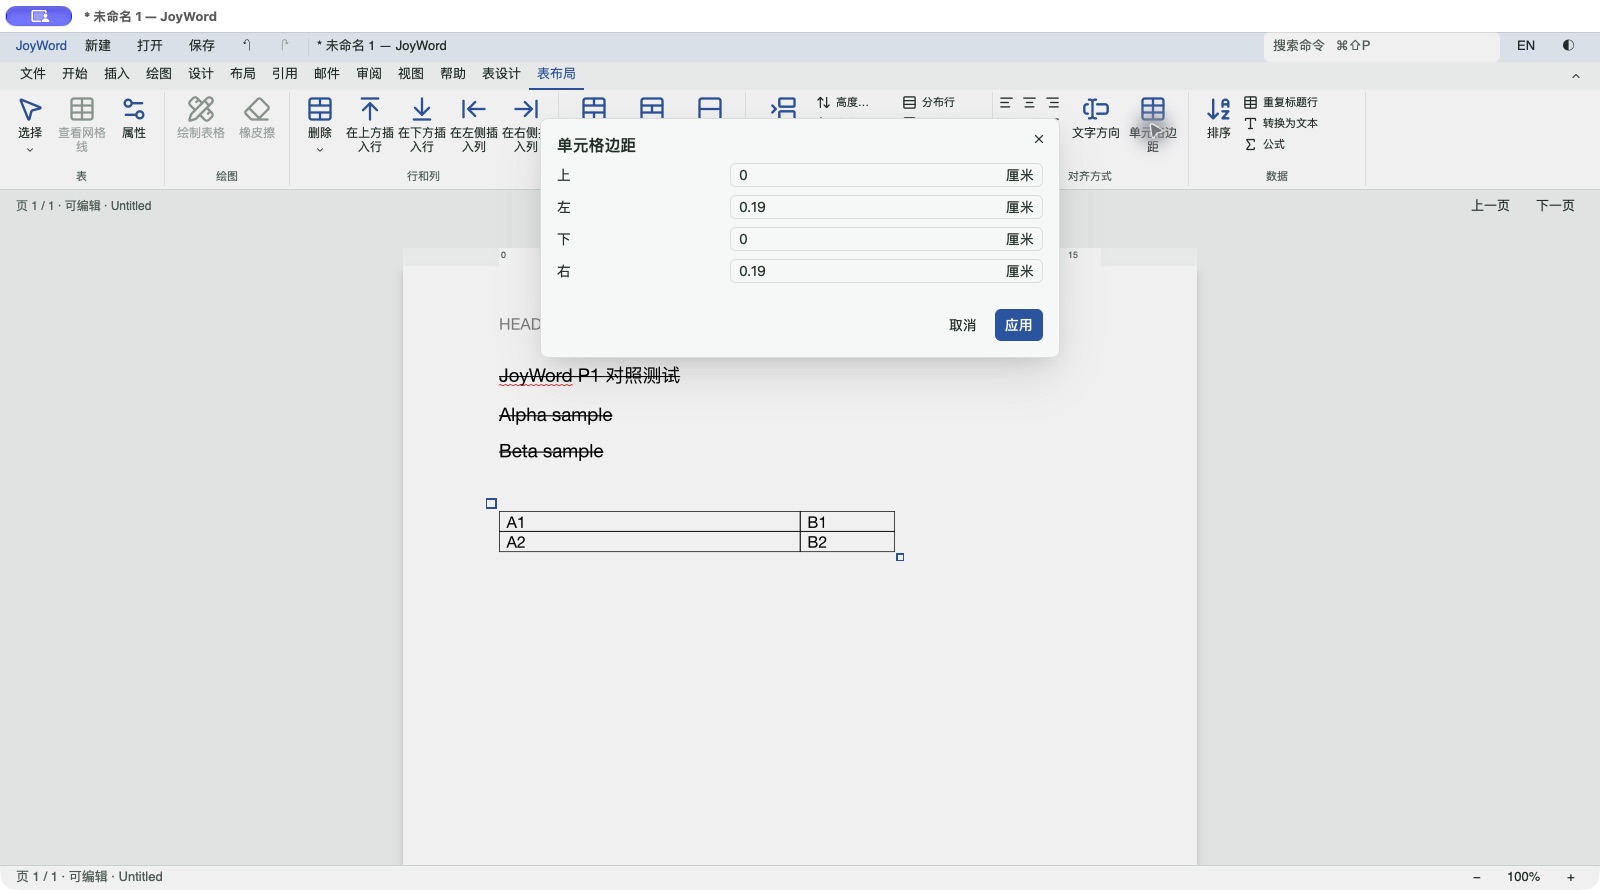 * 未命名 1 — JoyWord
JoyWord 新建 打开 保存 * 未命名 1 — JoyWord 搜索命令 ⌘⇧P EN
文件 开始 插入 绘图 设计 布局 引用 邮件 审阅 视图 帮助 表设计 表布局
高度... 分布行 重复标题行
选择 查看网格线 属性 绘制表格 橡皮擦 删除 在上方插入行 在下方插入行 在左侧插入列 在右侧插入列 文字方向 单元格边距 排序 转换为文本
公式
表 绘图 行和列 对齐方式 数据
单元格边距
上 0 厘米
左 0.19 厘米
下 0 厘米
右 0.19 厘米
取消 应用
页 1 / 1 · 可编辑 · Untitled 上一页 下一页
0 15
HEAD
JoyWord P1 对照测试
Alpha sample
Beta sample
A1 B1
A2 B2
页 1 / 1 · 可编辑 · Untitled − 100% +